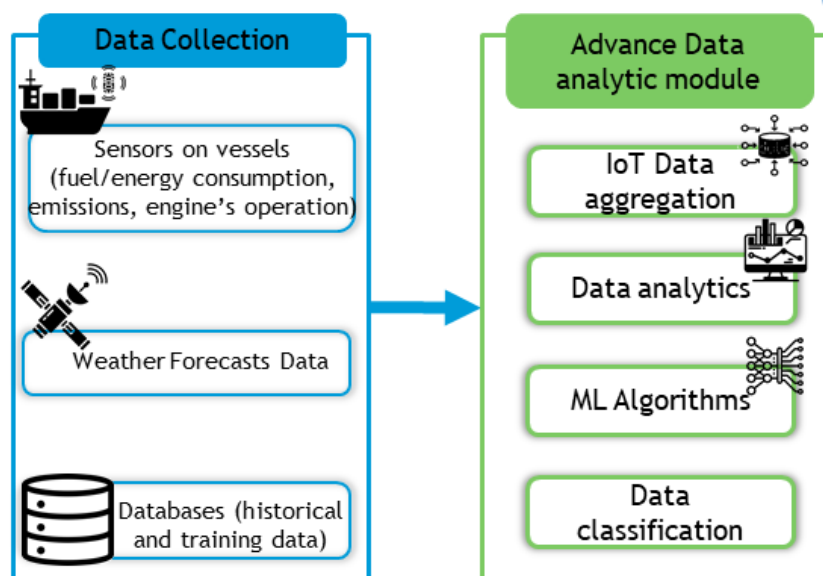 Data Collection
Sensors on vessels
(fuel/energy consumption,
emissions, engine's operation)
Weather Forecasts Data
Databases (historical
and training data)
Advance Data
analytic module
IoT Data
aggregation
Data analytics
ML Algorithms
Data
classification